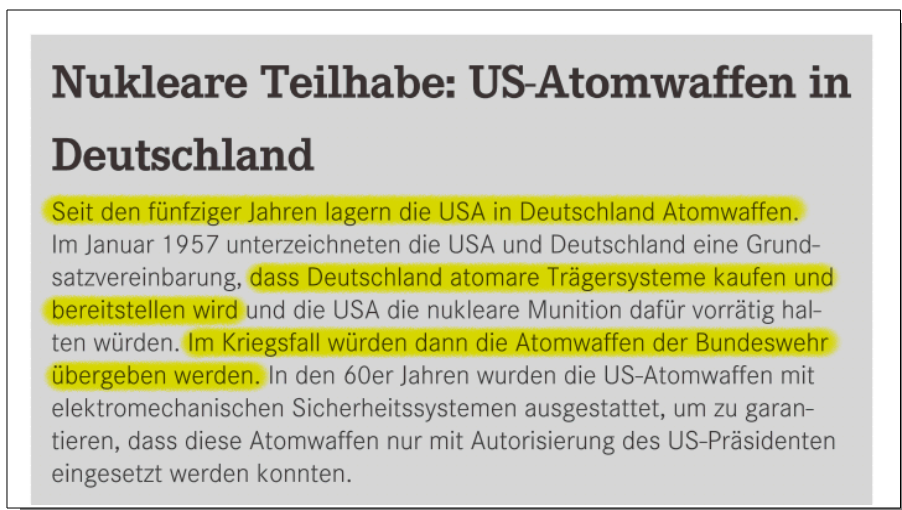 Nukleare Teilhabe: US-Atomwaffen in
Deutschland
Seit den fünfziger Jahren lagern die USA in Deutschland Atomwaffen.
Im Januar 1957 unterzeichneten die USA und Deutschland eine Grund-
satzvereinbarung, dass Deutschland atomare Trägersysteme kaufen und
bereitstellen wird und die USA die nukleare Munition dafür vorrätig hal-
ten würden. Im Kriegsfall würden dann die Atomwaffen der Bundeswehr
übergeben werden. In den 60er Jahren wurden die US-Atomwaffen mit
elektromechanischen Sicherheitssystemen ausgestattet, um zu garan-
tieren, dass diese Atomwaffen nur mit Autorisierung des US-Präsidenten
eingesetzt werden konnten.